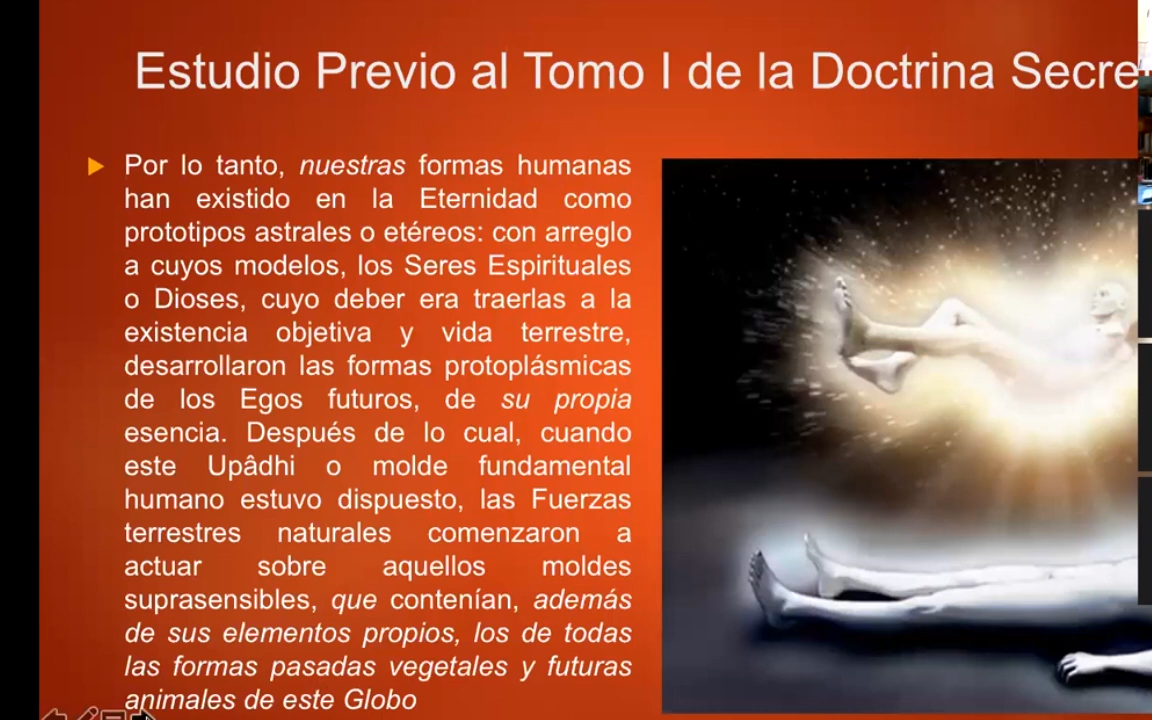 Estudio Previo al Tomo I de la Doctrina Secre
Por lo tanto, nuestras formas humanas
han existido en la Eternidad como
prototipos astrales o etéreos: con arreglo
a cuyos modelos, los Seres Espirituales
o Dioses, cuyo deber era traerlas a la
existencia objetiva y vida terrestre,
desarrollaron las formas protoplásmicas
de los Egos futuros, de su propia
esencia. Después de lo cual, cuando
este Upâdhi o molde fundamental
humano estuvo dispuesto, las Fuerzas
terrestres naturales comenzaron a
actuar sobre aquellos moldes
suprasensibles, que contenían, además
de sus elementos propios, los de todas
las formas pasadas vegetales y futuras
animales de este Globo